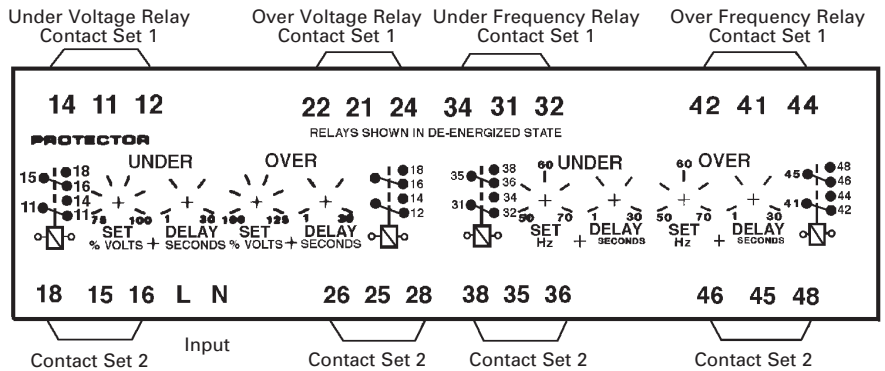 Under Voltage Relay Over Voltage Relay Under Frequency Relay Over Frequency Relay
Contact Set 1 Contact Set 1 Contact Set 1 Contact Set 1
14 11 12 22 21 24 34 31 32 42 41 44
RELAYS SHOWN IN DE-ENERGIZED STATE
PROTECTOR
UNDER OVER UNDER OVER
15 18 16 14 11 11
75 100 1 30 100 125 1 30
18 16 14 12
35 38 36 34 31 32
60 50 70 1 30 60 50 70 1 30
45 48 46 44 41 42
SET DELAY SET DELAY SET DELAY SET DELAY
% VOLTS + SECONDS % VOLTS + SECONDS Hz + SECONDS Hz + SECONDS
18 15 16 L N 26 25 28 38 35 36 46 45 48
Input
Contact Set 2 Contact Set 2 Contact Set 2 Contact Set 2